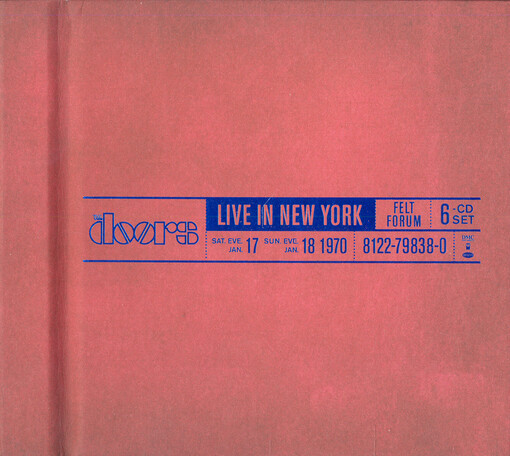 the doors
LIVE IN NEW YORK
FELT
FORUM
6-CD
SET
SAT. EVE.
JAN. 17
SUN. EVE.
JAN. 18 1970
8122-79838-0